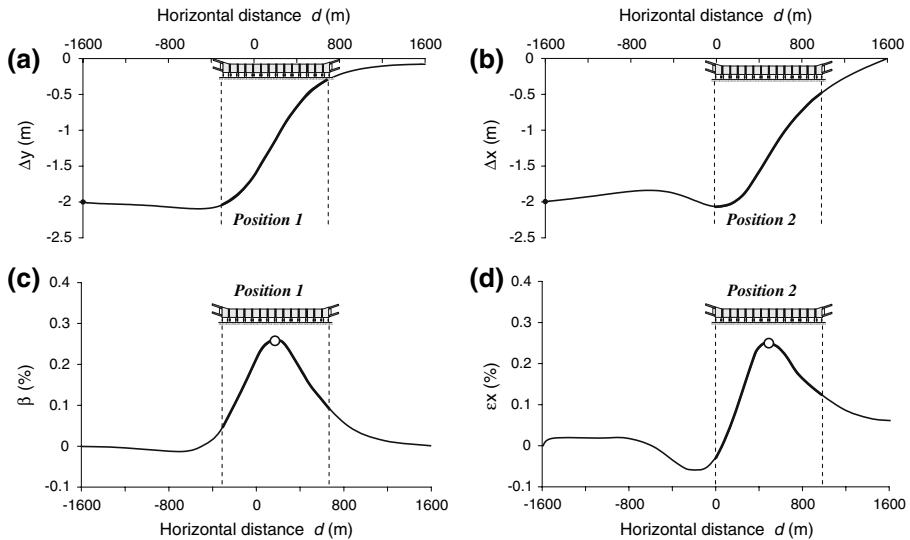 Horizontal distance d (m)
-1600 -800 0 800 1600
(a)
0
-0.5
-1
-1.5
-2
-2.5
Δy (m)
Position 1
Horizontal distance d (m)
-1600 -800 0 800 1600
(b)
0
-0.5
-1
-1.5
-2
-2.5
Δx (m)
Position 2
(c)
0.4
0.3
0.2
0.1
0
-0.1
β (%)
Position 1
-1600 -800 0 800 1600
Horizontal distance d (m)
(d)
0.4
0.3
0.2
0.1
0
-0.1
εx (%)
Position 2
-1600 -800 0 800 1600
Horizontal distance d (m)